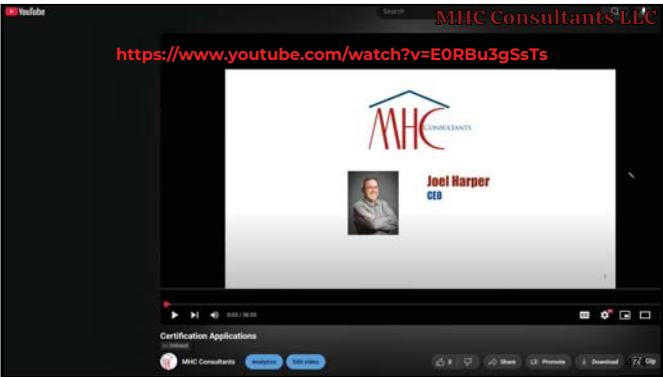 YouTube
Search
MHC Consultants LLC
https://www.youtube.com/watch?v=E0RBu3gSsTs
MHC CONSULTANTS
Joel Harper
CEO
Certification Applications
Unlisted
MHC Consultants
Analytics
Edit video
Share
Promote
Download
Clip